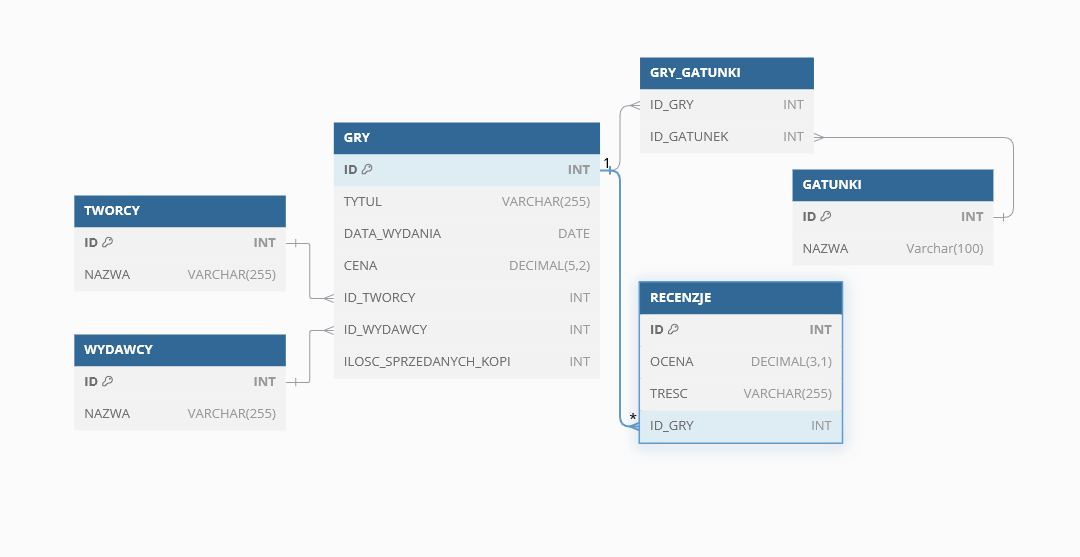 GRY_GATUNKI
ID_GRY INT
ID_GATUNEK INT
GRY
ID INT
TYTUL VARCHAR(255)
DATA_WYDANIA DATE
CENA DECIMAL(5,2)
ID_TWORCY INT
ID_WYDAWCY INT
ILOSC_SPRZEDANYCH_KOPI INT
1
GATUNKI
ID INT
NAZWA Varchar(100)
TWORCY
ID INT
NAZWA VARCHAR(255)
RECENZJE
ID INT
OCENA DECIMAL(3,1)
TRESC VARCHAR(255)
* ID_GRY INT
WYDAWCY
ID INT
NAZWA VARCHAR(255)